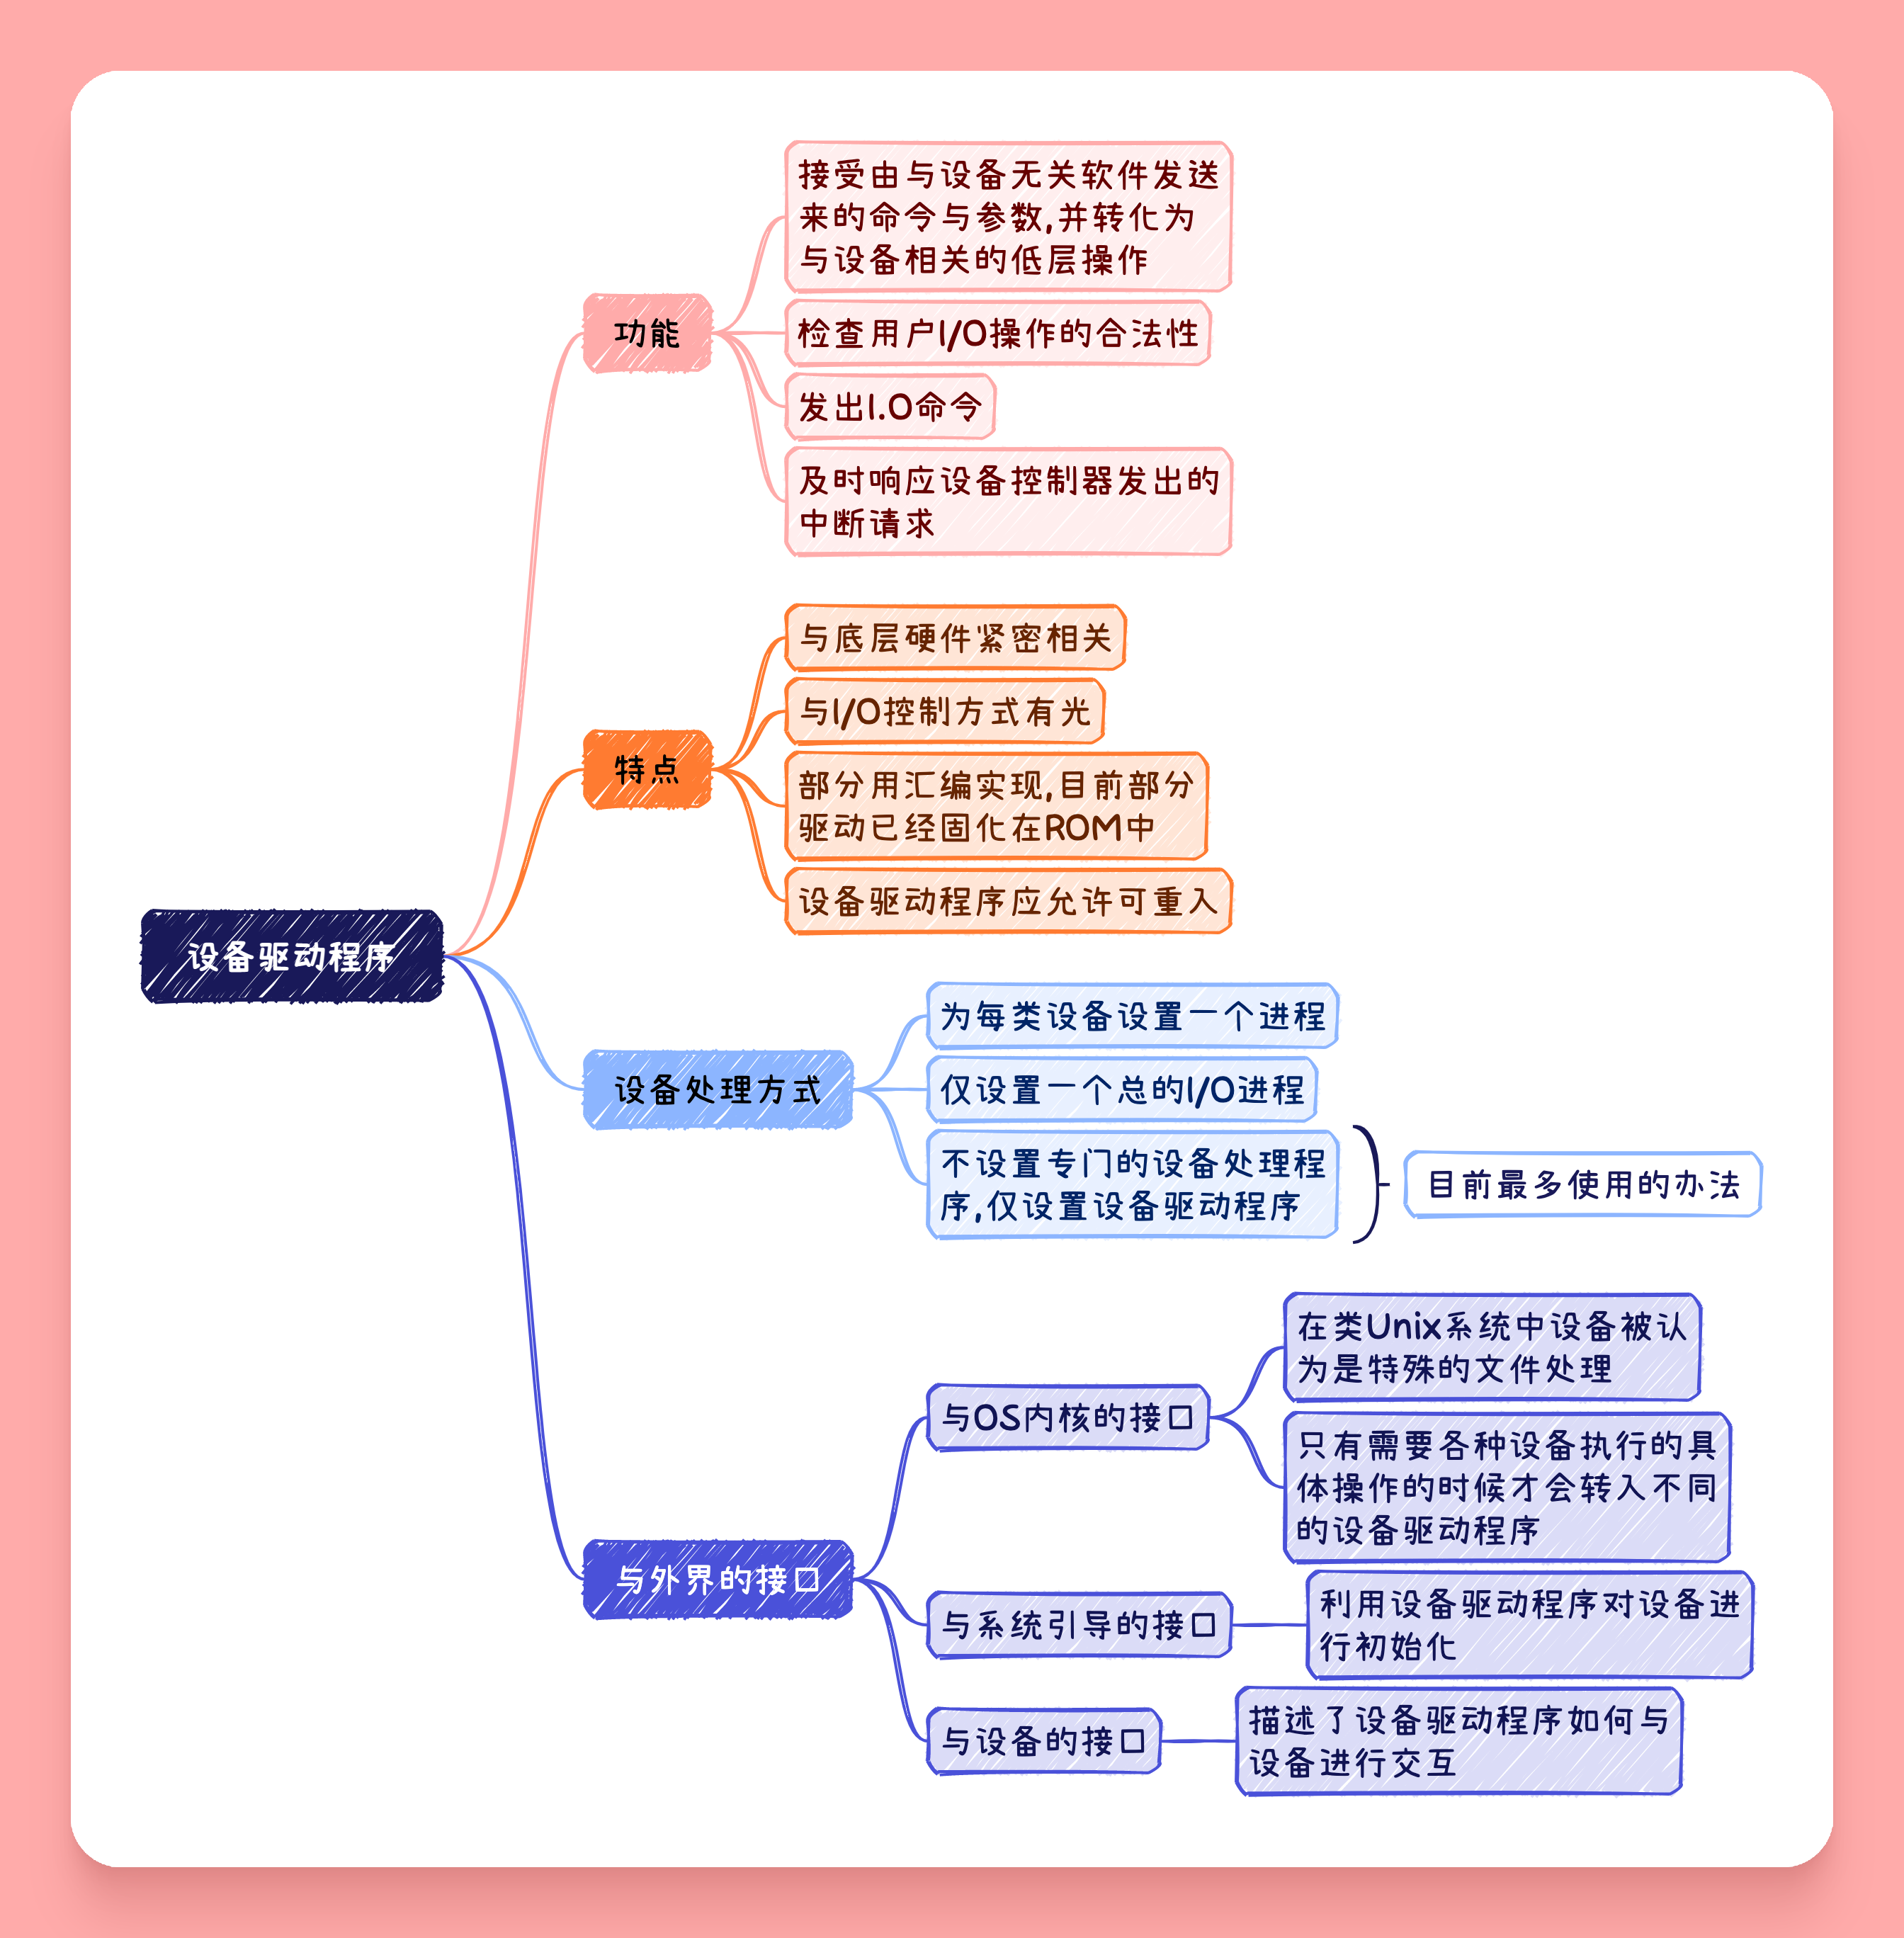 接受由与设备无关软件发送
来的命令与参数,并转化为
与设备相关的低层操作
功能
检查用户I/O操作的合法性
发出I.O命令
及时响应设备控制器发出的
中断请求
与底层硬件紧密相关
与I/O控制方式有光
特点
部分用汇编实现,目前部分
驱动已经固化在ROM中
设备驱动程序应允许可重入
设备驱动程序
为每类设备设置一个进程
设备处理方式
仅设置一个总的I/O进程
不设置专门的设备处理程
序,仅设置设备驱动程序
目前最多使用的办法
在类Unix系统中设备被认
为是特殊的文件处理
与OS内核的接口
只有需要各种设备执行的具
体操作的时候才会转入不同
的设备驱动程序
与外界的接口
与系统引导的接口
利用设备驱动程序对设备进
行初始化
与设备的接口
描述了设备驱动程序如何与
设备进行交互